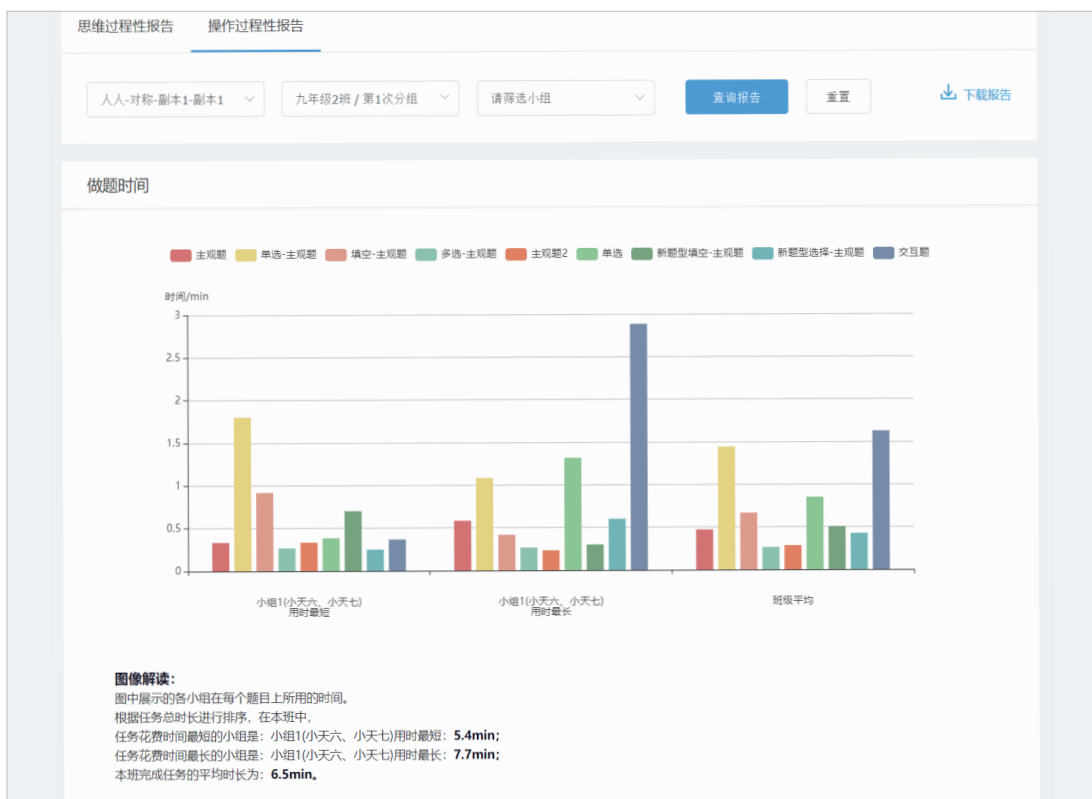 思维过程性报告 操作过程性报告
人人-对称-副本1-副本1 九年级2班 / 第1次分组 请筛选小组 查询报告 重置 下载报告
做题时间
主观题 单选-主观题 填空-主观题 多选-主观题 主观题2 单选 新题型填空-主观题 新题型选择-主观题 交互题
时间/min
3
2.5
2
1.5
1
0.5
0
小组1(小天六、小天七) 小组1(小天六、小天七) 班级平均
用时最短 用时最长
图像解读：
图中展示的各小组在每个题目上所用的时间。
根据任务总时长进行排序，在本班中，
任务花费时间最短的小组是：小组1(小天六、小天七)用时最短：5.4min；
任务花费时间最长的小组是：小组1(小天六、小天七)用时最长：7.7min；
本班完成任务的平均时长为：6.5min。